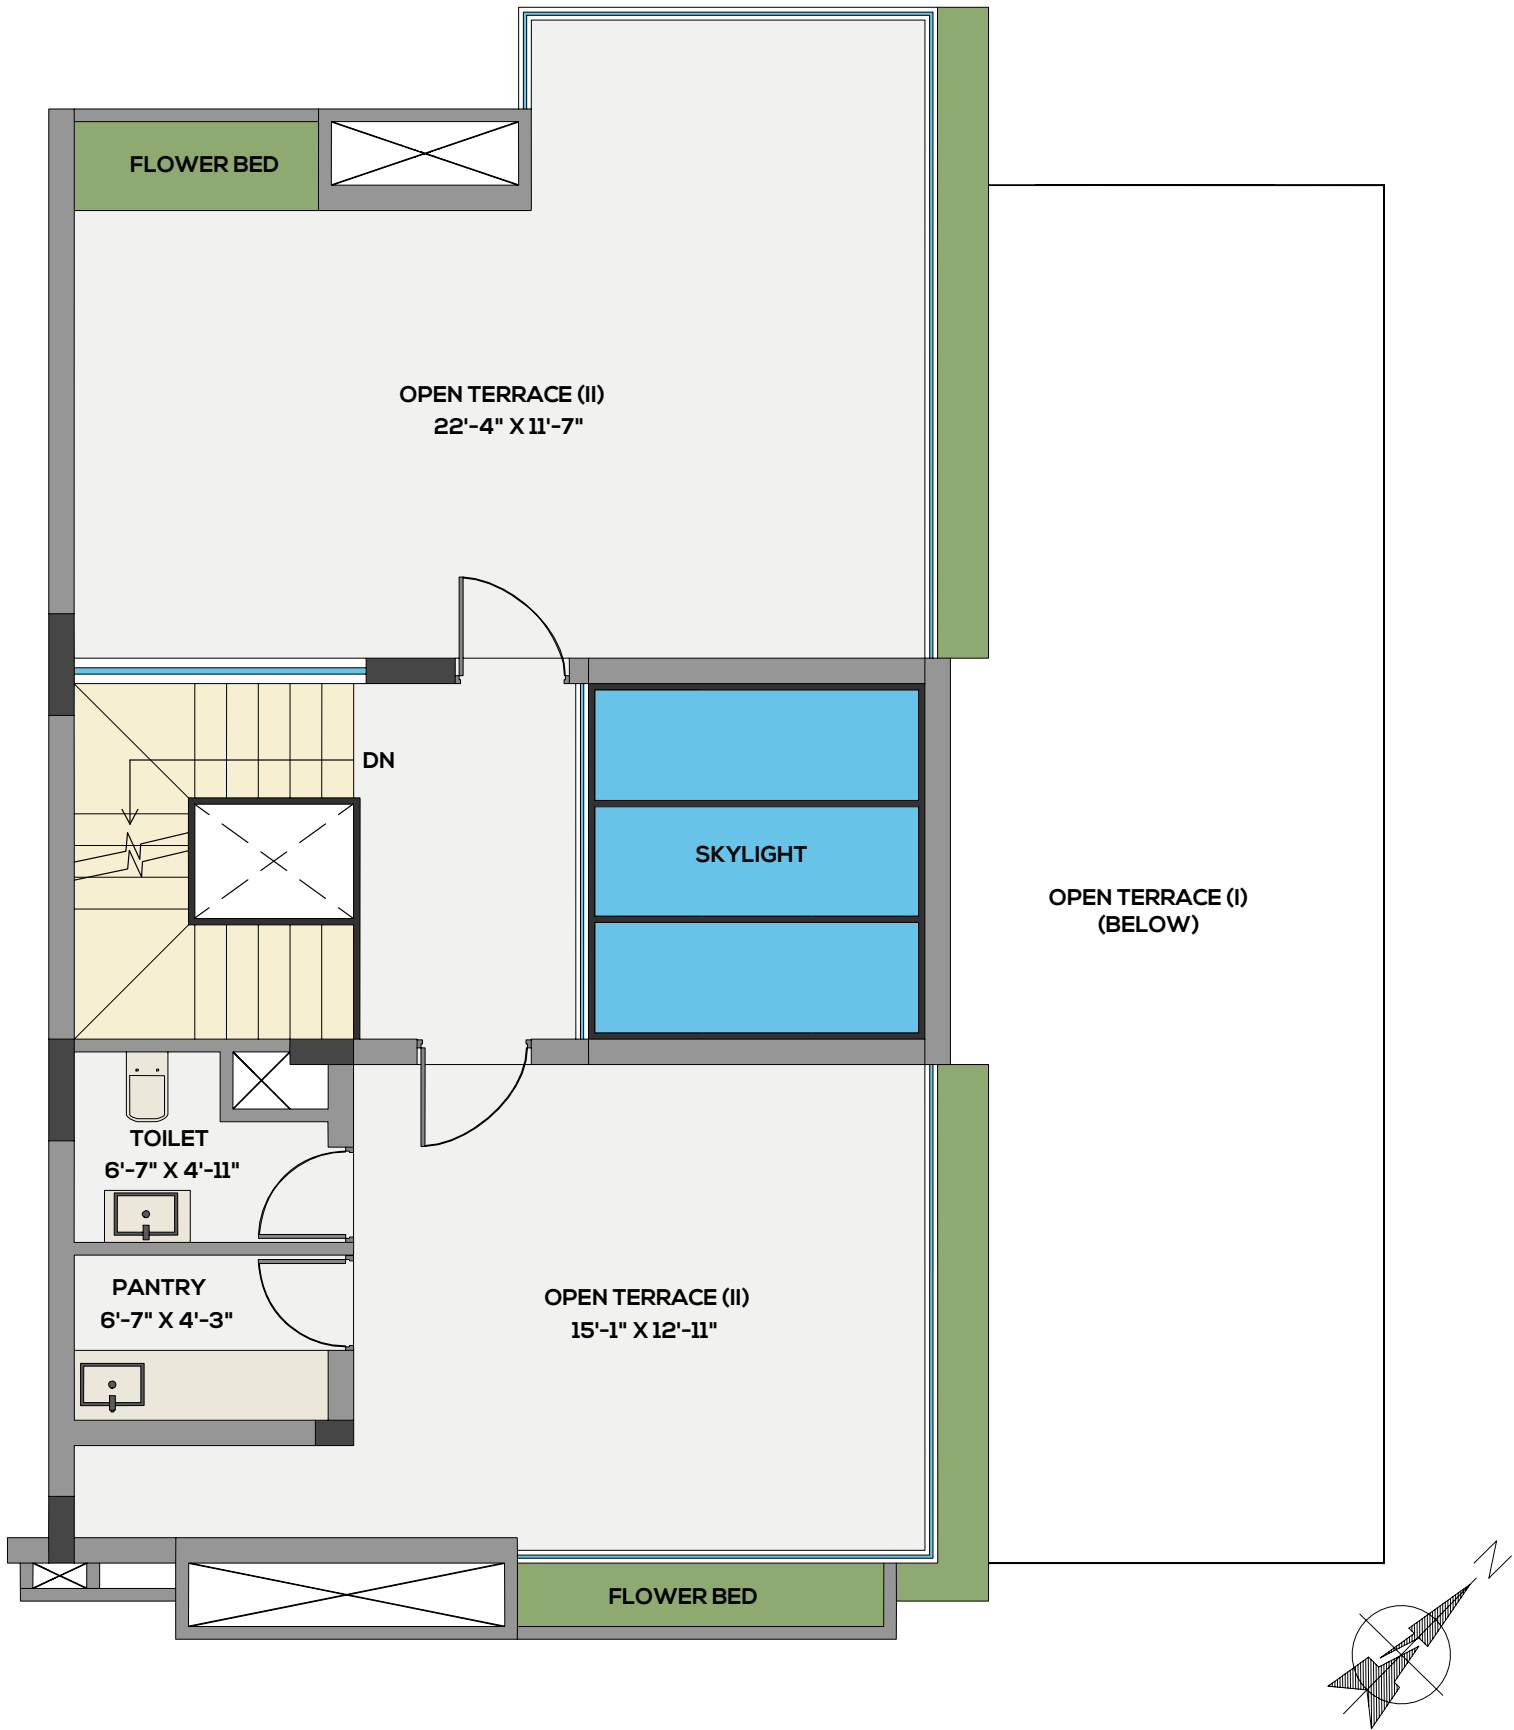 FLOWER BED
OPEN TERRACE (II)
22'-4" X 11'-7"
DN
SKYLIGHT
OPEN TERRACE (I)
(BELOW)
TOILET
6'-7" X 4'-11"
PANTRY
6'-7" X 4'-3"
OPEN TERRACE (II)
15'-1" X 12'-11"
FLOWER BED
N